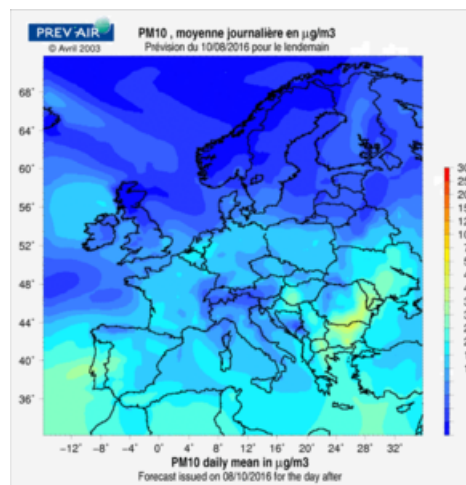 PREV'AIR
© Avril 2003
PM10 , moyenne journalière en µg/m3
Prévision du 10/08/2016 pour le lendemain
68°
64°
60°
56°
52°
48°
44°
40°
36°
−12° −8° −4° 0° 4° 8° 12° 16° 20° 24° 28° 32°
PM10 daily mean in µg/m3
Forecast issued on 08/10/2016 for the day after